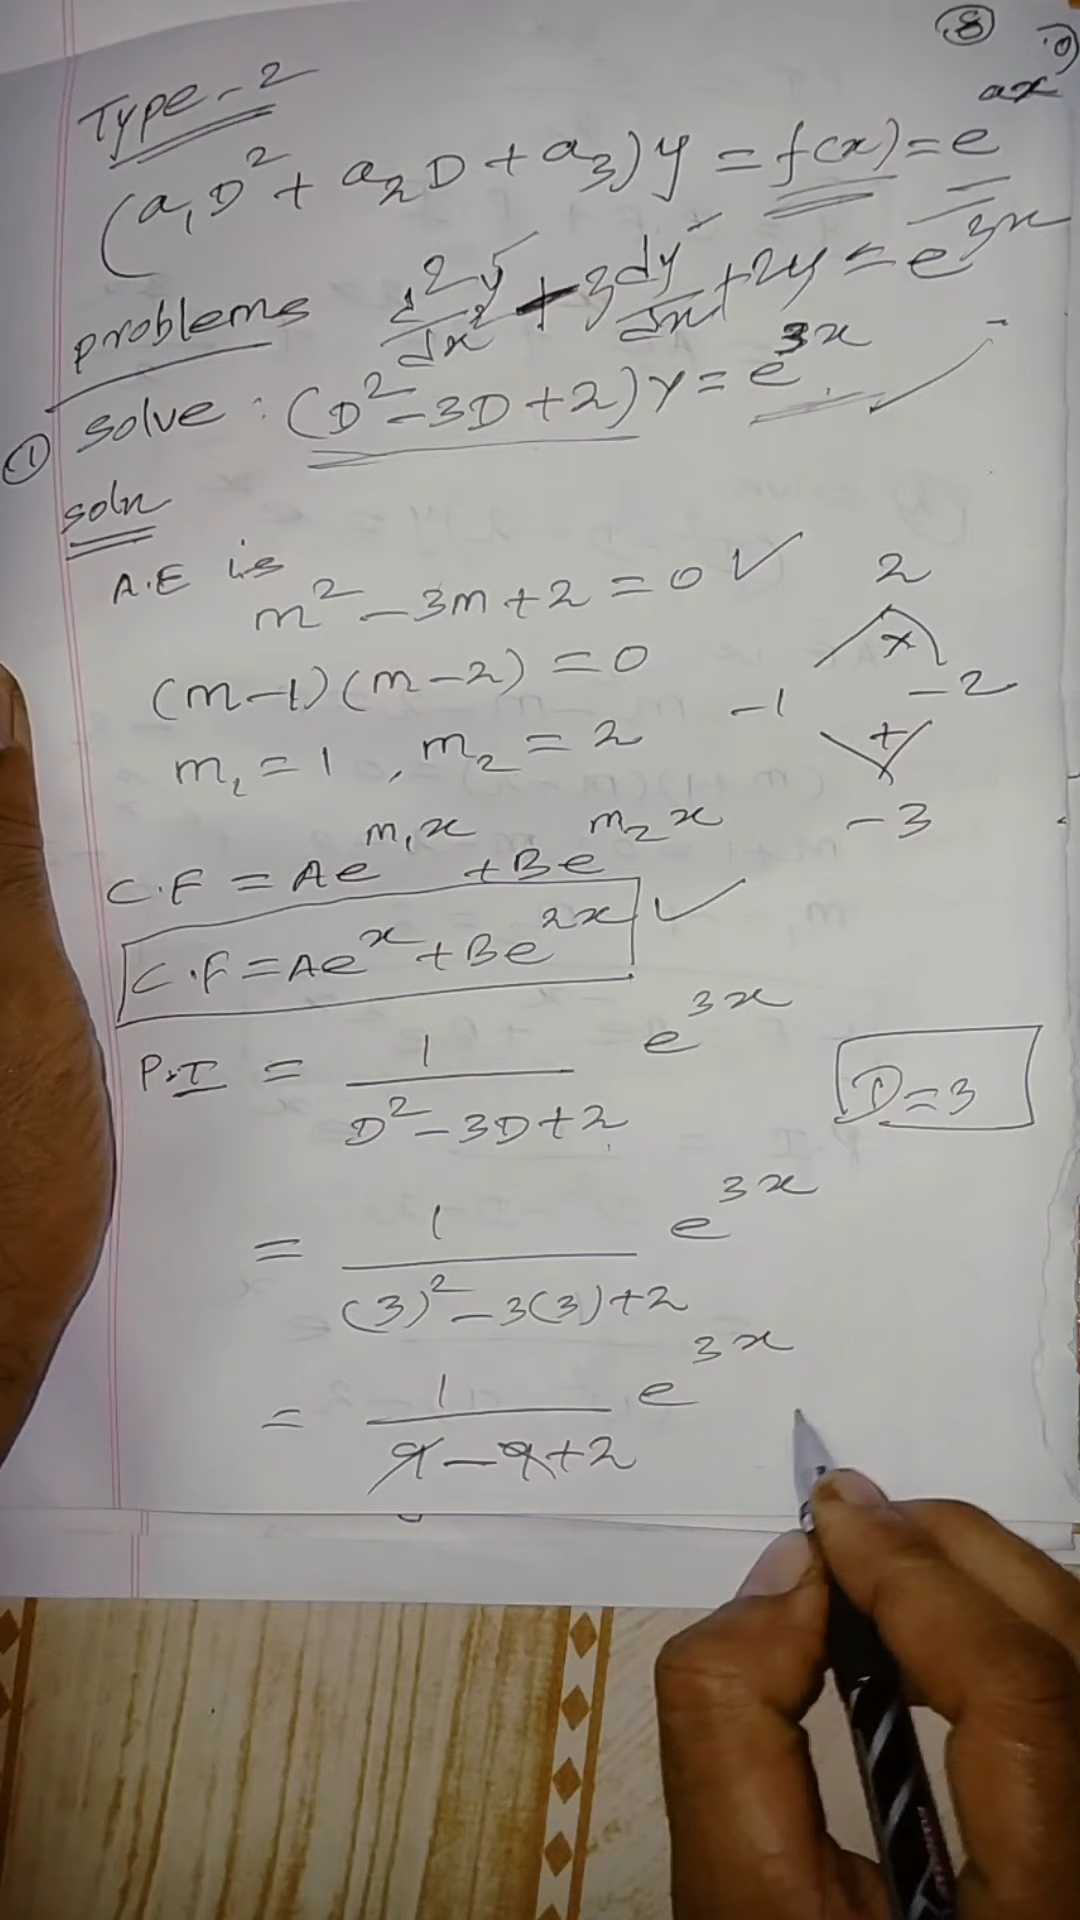 ⑧
Type-2
(a₁D² + a₂D + a₃)y = f(x) = e^ax
problems d²y/dx² + 3dy/dx + 2y = e^3x
① Solve : (D² - 3D + 2)y = e^3x
Soln
A.E is
m² - 3m + 2 = 0 ✓
2
(m-1)(m-2) = 0
×
-1 -2
m₁ = 1 , m₂ = 2
+
-3
C.F = Ae^m₁x + Be^m₂x
C.F = Ae^x + Be^2x ✓
P.I = 1/(D² - 3D + 2) e^3x
D=3
= 1/((3)² - 3(3) + 2) e^3x
= 1/(9 - 9 + 2) e^3x